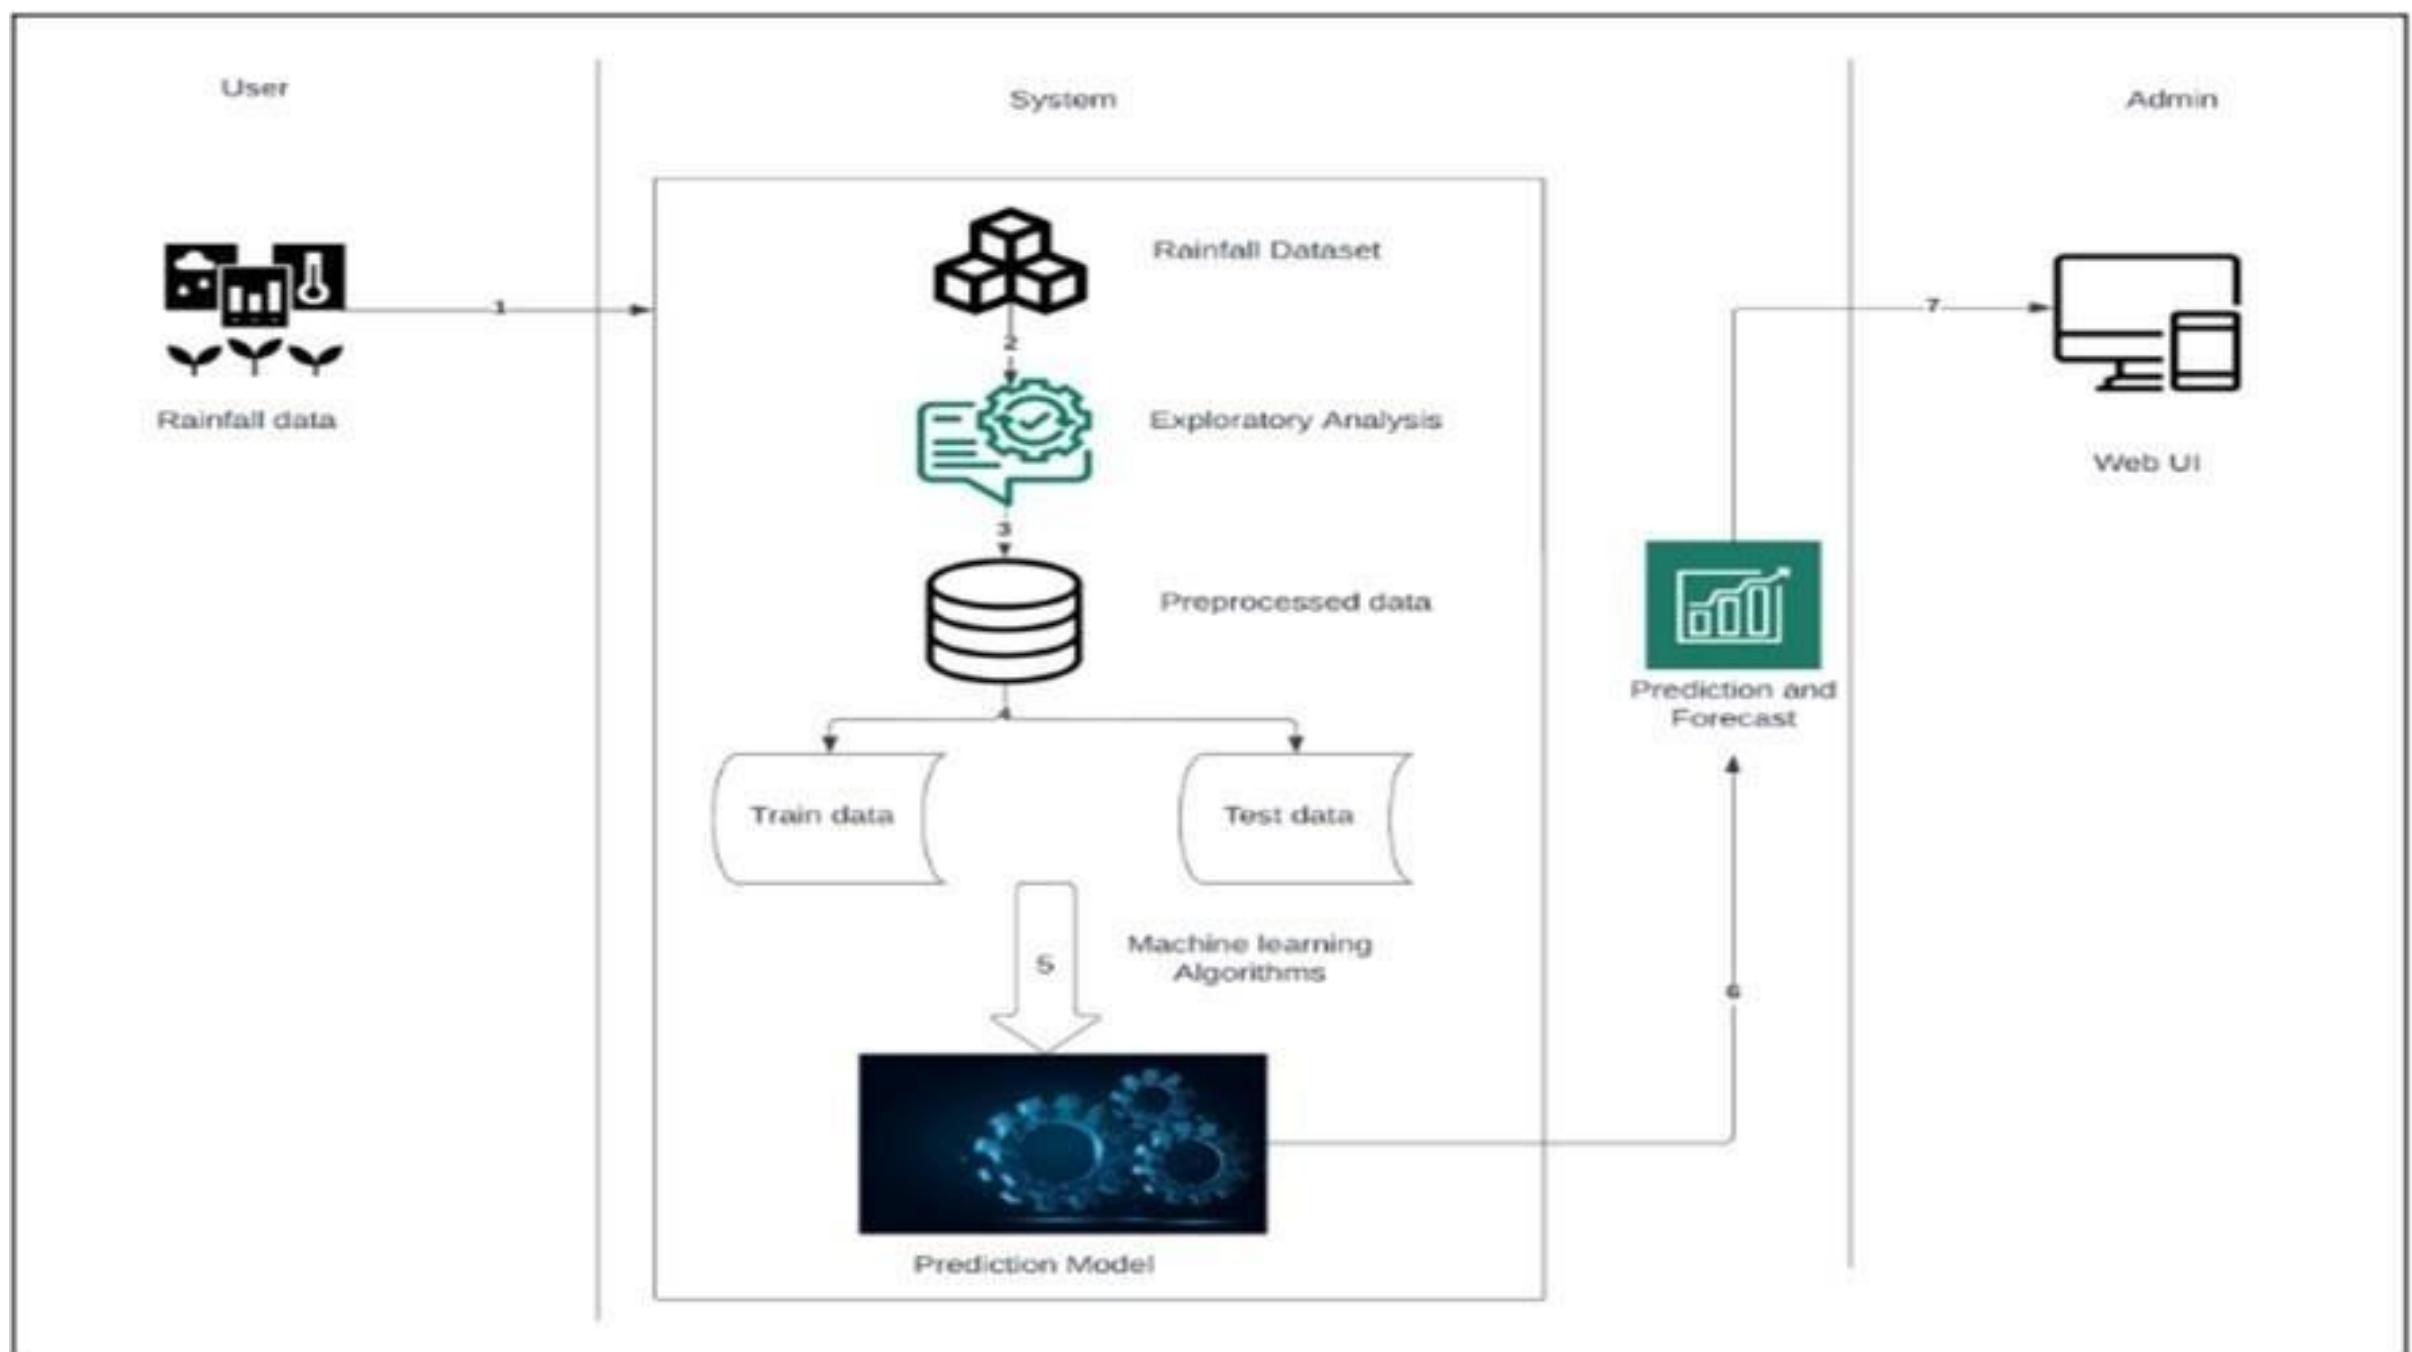 User
System
Admin
1
Rainfall data
Rainfall Dataset
2
Exploratory Analysis
3
Preprocessed data
4
Train data
Test data
5
Machine learning
Algorithms
Prediction Model
6
Prediction and
Forecast
7
Web UI